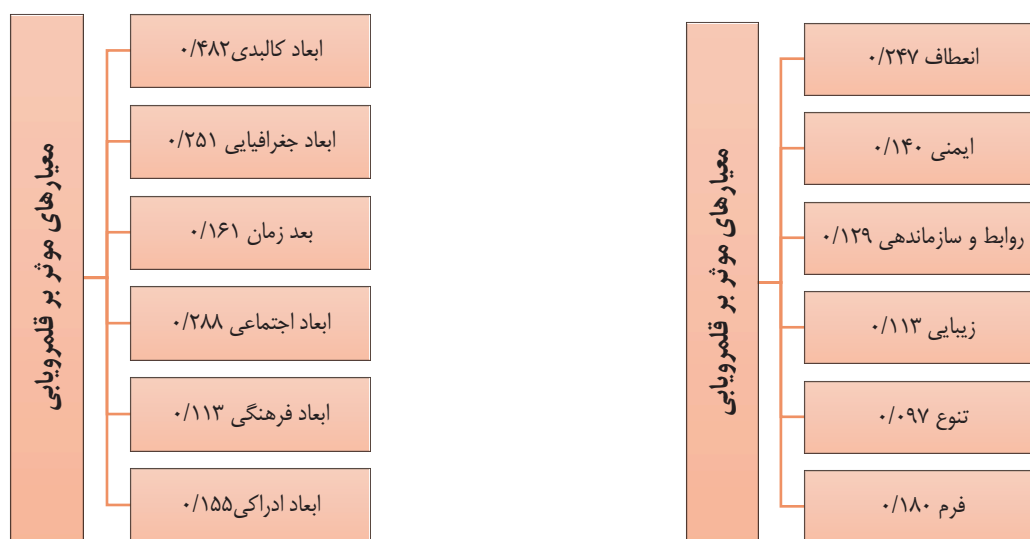 معیارهای موثر بر قلمرویابی
انعطاف ۰/۲۴۷
ایمنی ۰/۱۴۰
روابط و سازماندهی ۰/۱۲۹
زیبایی ۰/۱۱۳
تنوع ۰/۰۹۷
فرم ۰/۱۸۰
معیارهای موثر بر قلمرویابی
ابعاد کالبدی۰/۴۸۲
ابعاد جغرافیایی ۰/۲۵۱
بعد زمان ۰/۱۶۱
ابعاد اجتماعی ۰/۲۸۸
ابعاد فرهنگی ۰/۱۱۳
ابعاد ادراکی۰/۱۵۵